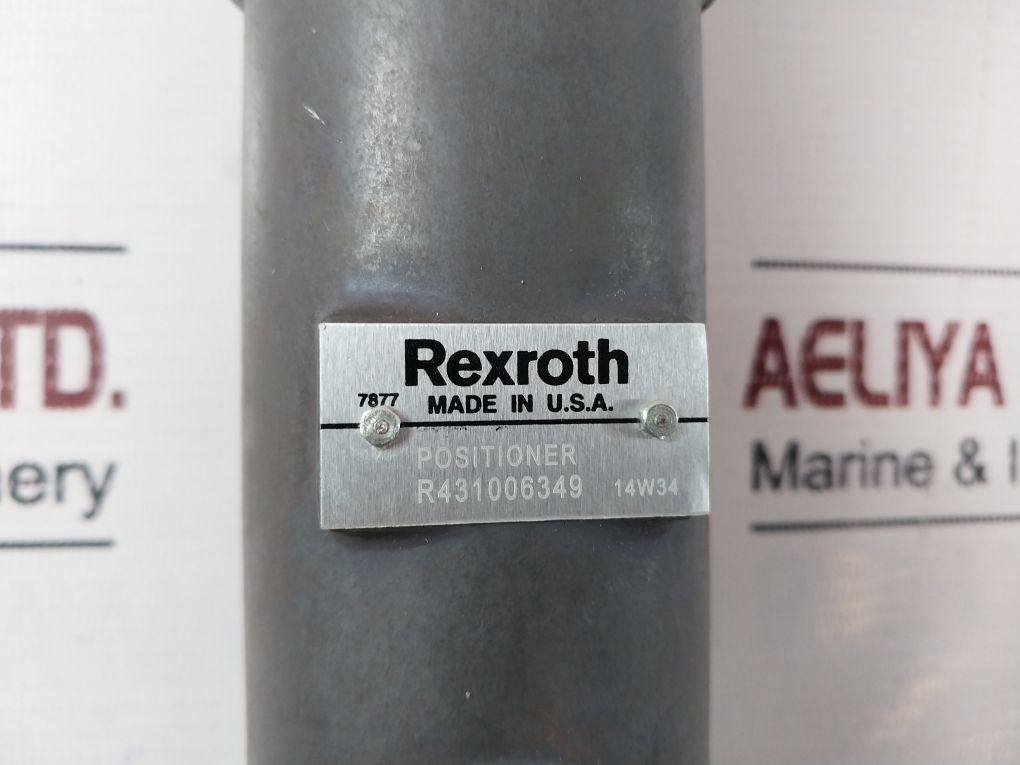 Rexroth
7877 MADE IN U.S.A.
POSITIONER
R431006349 14W34
TD.
ery
AELIYA
Marine &